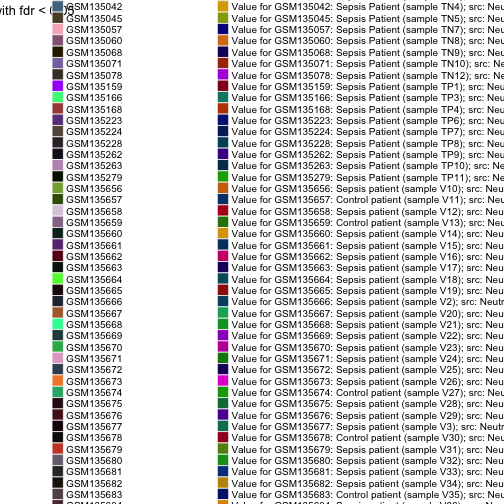 with fdr <
GSM135042 Value for GSM135042: Sepsis Patient (sample TN4); src: Neu
GSM135045 Value for GSM135045: Sepsis Patient (sample TN5); src: Neu
GSM135057 Value for GSM135057: Sepsis Patient (sample TN7); src: Neu
GSM135060 Value for GSM135060: Sepsis Patient (sample TN8); src: Neu
GSM135068 Value for GSM135068: Sepsis Patient (sample TN9); src: Neu
GSM135071 Value for GSM135071: Sepsis Patient (sample TN10); src: Ne
GSM135078 Value for GSM135078: Sepsis Patient (sample TN12); src: Ne
GSM135159 Value for GSM135159: Sepsis Patient (sample TP1); src: Neu
GSM135166 Value for GSM135166: Sepsis Patient (sample TP3); src: Neu
GSM135168 Value for GSM135168: Sepsis Patient (sample TP4); src: Neu
GSM135223 Value for GSM135223: Sepsis Patient (sample TP6); src: Neu
GSM135224 Value for GSM135224: Sepsis Patient (sample TP7); src: Neu
GSM135228 Value for GSM135228: Sepsis Patient (sample TP8); src: Neu
GSM135262 Value for GSM135262: Sepsis Patient (sample TP9); src: Neu
GSM135263 Value for GSM135263: Sepsis Patient (sample TP10); src: Neu
GSM135279 Value for GSM135279: Sepsis Patient (sample TP11); src: Neu
GSM135656 Value for GSM135656: Sepsis patient (sample V10); src: Neu
GSM135657 Value for GSM135657: Control patient (sample V11); src: Neu
GSM135658 Value for GSM135658: Sepsis patient (sample V12); src: Neu
GSM135659 Value for GSM135659: Control patient (sample V13); src: Neu
GSM135660 Value for GSM135660: Sepsis patient (sample V14); src: Neu
GSM135661 Value for GSM135661: Sepsis patient (sample V15); src: Neu
GSM135662 Value for GSM135662: Sepsis patient (sample V16); src: Neu
GSM135663 Value for GSM135663: Sepsis patient (sample V17); src: Neu
GSM135664 Value for GSM135664: Sepsis patient (sample V18); src: Neu
GSM135665 Value for GSM135665: Sepsis patient (sample V19); src: Neu
GSM135666 Value for GSM135666: Sepsis patient (sample V2); src: Neutr
GSM135667 Value for GSM135667: Sepsis patient (sample V20); src: Neu
GSM135668 Value for GSM135668: Sepsis patient (sample V21); src: Neu
GSM135669 Value for GSM135669: Sepsis patient (sample V22); src: Neu
GSM135670 Value for GSM135670: Sepsis patient (sample V23); src: Neu
GSM135671 Value for GSM135671: Sepsis patient (sample V24); src: Neu
GSM135672 Value for GSM135672: Sepsis patient (sample V25); src: Neu
GSM135673 Value for GSM135673: Sepsis patient (sample V26); src: Neu
GSM135674 Value for GSM135674: Control patient (sample V27); src: Neu
GSM135675 Value for GSM135675: Sepsis patient (sample V28); src: Neu
GSM135676 Value for GSM135676: Sepsis patient (sample V29); src: Neu
GSM135677 Value for GSM135677: Sepsis patient (sample V3); src: Neutr
GSM135678 Value for GSM135678: Control patient (sample V30); src: Neu
GSM135679 Value for GSM135679: Sepsis patient (sample V31); src: Neu
GSM135680 Value for GSM135680: Sepsis patient (sample V32); src: Neu
GSM135681 Value for GSM135681: Sepsis patient (sample V33); src: Neu
GSM135682 Value for GSM135682: Sepsis patient (sample V34); src: Neu
GSM135683 Value for GSM135683: Control patient (sample V35); src: Neu